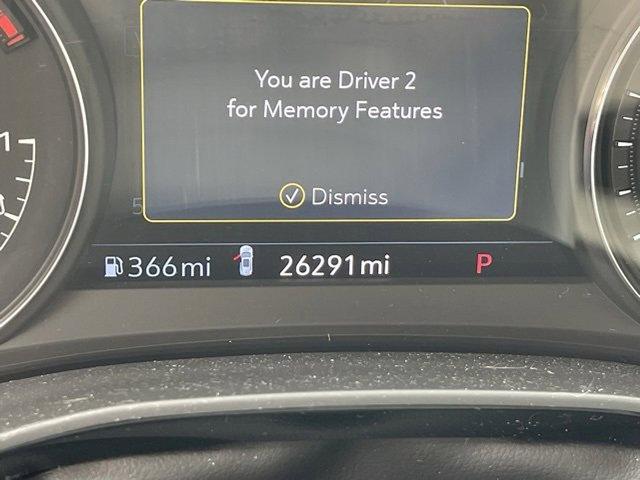 You are Driver 2
for Memory Features
Dismiss
366mi 26291mi P